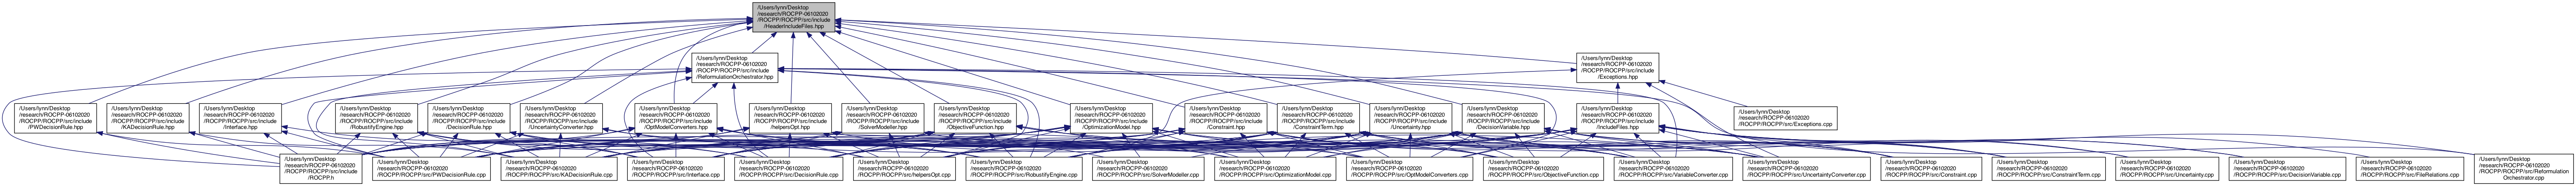 /Users/lynn/Desktop
/research/ROCPP-06102020
/ROCPP/ROCPP/src/include
/HeaderIncludeFiles.hpp
/Users/lynn/Desktop
/research/ROCPP-06102020
/ROCPP/ROCPP/src/include
/ReformulationOrchestrator.hpp
/Users/lynn/Desktop
/research/ROCPP-06102020
/ROCPP/ROCPP/src/include
/Exceptions.hpp
/Users/lynn/Desktop
/research/ROCPP-06102020
/ROCPP/ROCPP/src/include
/PWDecisionRule.hpp
/Users/lynn/Desktop
/research/ROCPP-06102020
/ROCPP/ROCPP/src/include
/KADecisionRule.hpp
/Users/lynn/Desktop
/research/ROCPP-06102020
/ROCPP/ROCPP/src/include
/Interface.hpp
/Users/lynn/Desktop
/research/ROCPP-06102020
/ROCPP/ROCPP/src/include
/RobustifyEngine.hpp
/Users/lynn/Desktop
/research/ROCPP-06102020
/ROCPP/ROCPP/src/include
/DecisionRule.hpp
/Users/lynn/Desktop
/research/ROCPP-06102020
/ROCPP/ROCPP/src/include
/UncertaintyConverter.hpp
/Users/lynn/Desktop
/research/ROCPP-06102020
/ROCPP/ROCPP/src/include
/OptModelConverters.hpp
/Users/lynn/Desktop
/research/ROCPP-06102020
/ROCPP/ROCPP/src/include
/helpersOpt.hpp
/Users/lynn/Desktop
/research/ROCPP-06102020
/ROCPP/ROCPP/src/include
/SolverModeller.hpp
/Users/lynn/Desktop
/research/ROCPP-06102020
/ROCPP/ROCPP/src/include
/ObjectiveFunction.hpp
/Users/lynn/Desktop
/research/ROCPP-06102020
/ROCPP/ROCPP/src/include
/OptimizationModel.hpp
/Users/lynn/Desktop
/research/ROCPP-06102020
/ROCPP/ROCPP/src/include
/Constraint.hpp
/Users/lynn/Desktop
/research/ROCPP-06102020
/ROCPP/ROCPP/src/include
/ConstraintTerm.hpp
/Users/lynn/Desktop
/research/ROCPP-06102020
/ROCPP/ROCPP/src/include
/Uncertainty.hpp
/Users/lynn/Desktop
/research/ROCPP-06102020
/ROCPP/ROCPP/src/include
/DecisionVariable.hpp
/Users/lynn/Desktop
/research/ROCPP-06102020
/ROCPP/ROCPP/src/include
/IncludeFiles.hpp
/Users/lynn/Desktop
/research/ROCPP-06102020
/ROCPP/ROCPP/src/Exceptions.cpp
/Users/lynn/Desktop
/research/ROCPP-06102020
/ROCPP/ROCPP/src/include
/ROCPP.h
/Users/lynn/Desktop
/research/ROCPP-06102020
/ROCPP/ROCPP/src/PWDecisionRule.cpp
/Users/lynn/Desktop
/research/ROCPP-06102020
/ROCPP/ROCPP/src/KADecisionRule.cpp
/Users/lynn/Desktop
/research/ROCPP-06102020
/ROCPP/ROCPP/src/Interface.cpp
/Users/lynn/Desktop
/research/ROCPP-06102020
/ROCPP/ROCPP/src/DecisionRule.cpp
/Users/lynn/Desktop
/research/ROCPP-06102020
/ROCPP/ROCPP/src/helpersOpt.cpp
/Users/lynn/Desktop
/research/ROCPP-06102020
/ROCPP/ROCPP/src/RobustifyEngine.cpp
/Users/lynn/Desktop
/research/ROCPP-06102020
/ROCPP/ROCPP/src/SolverModeller.cpp
/Users/lynn/Desktop
/research/ROCPP-06102020
/ROCPP/ROCPP/src/OptimizationModel.cpp
/Users/lynn/Desktop
/research/ROCPP-06102020
/ROCPP/ROCPP/src/OptModelConverters.cpp
/Users/lynn/Desktop
/research/ROCPP-06102020
/ROCPP/ROCPP/src/ObjectiveFunction.cpp
/Users/lynn/Desktop
/research/ROCPP-06102020
/ROCPP/ROCPP/src/VariableConverter.cpp
/Users/lynn/Desktop
/research/ROCPP-06102020
/ROCPP/ROCPP/src/UncertaintyConverter.cpp
/Users/lynn/Desktop
/research/ROCPP-06102020
/ROCPP/ROCPP/src/Constraint.cpp
/Users/lynn/Desktop
/research/ROCPP-06102020
/ROCPP/ROCPP/src/ConstraintTerm.cpp
/Users/lynn/Desktop
/research/ROCPP-06102020
/ROCPP/ROCPP/src/Uncertainty.cpp
/Users/lynn/Desktop
/research/ROCPP-06102020
/ROCPP/ROCPP/src/DecisionVariable.cpp
/Users/lynn/Desktop
/research/ROCPP-06102020
/ROCPP/ROCPP/src/FileRelations.cpp
/Users/lynn/Desktop
/research/ROCPP-06102020
/ROCPP/ROCPP/src/Reformulation
Orchestrator.cpp